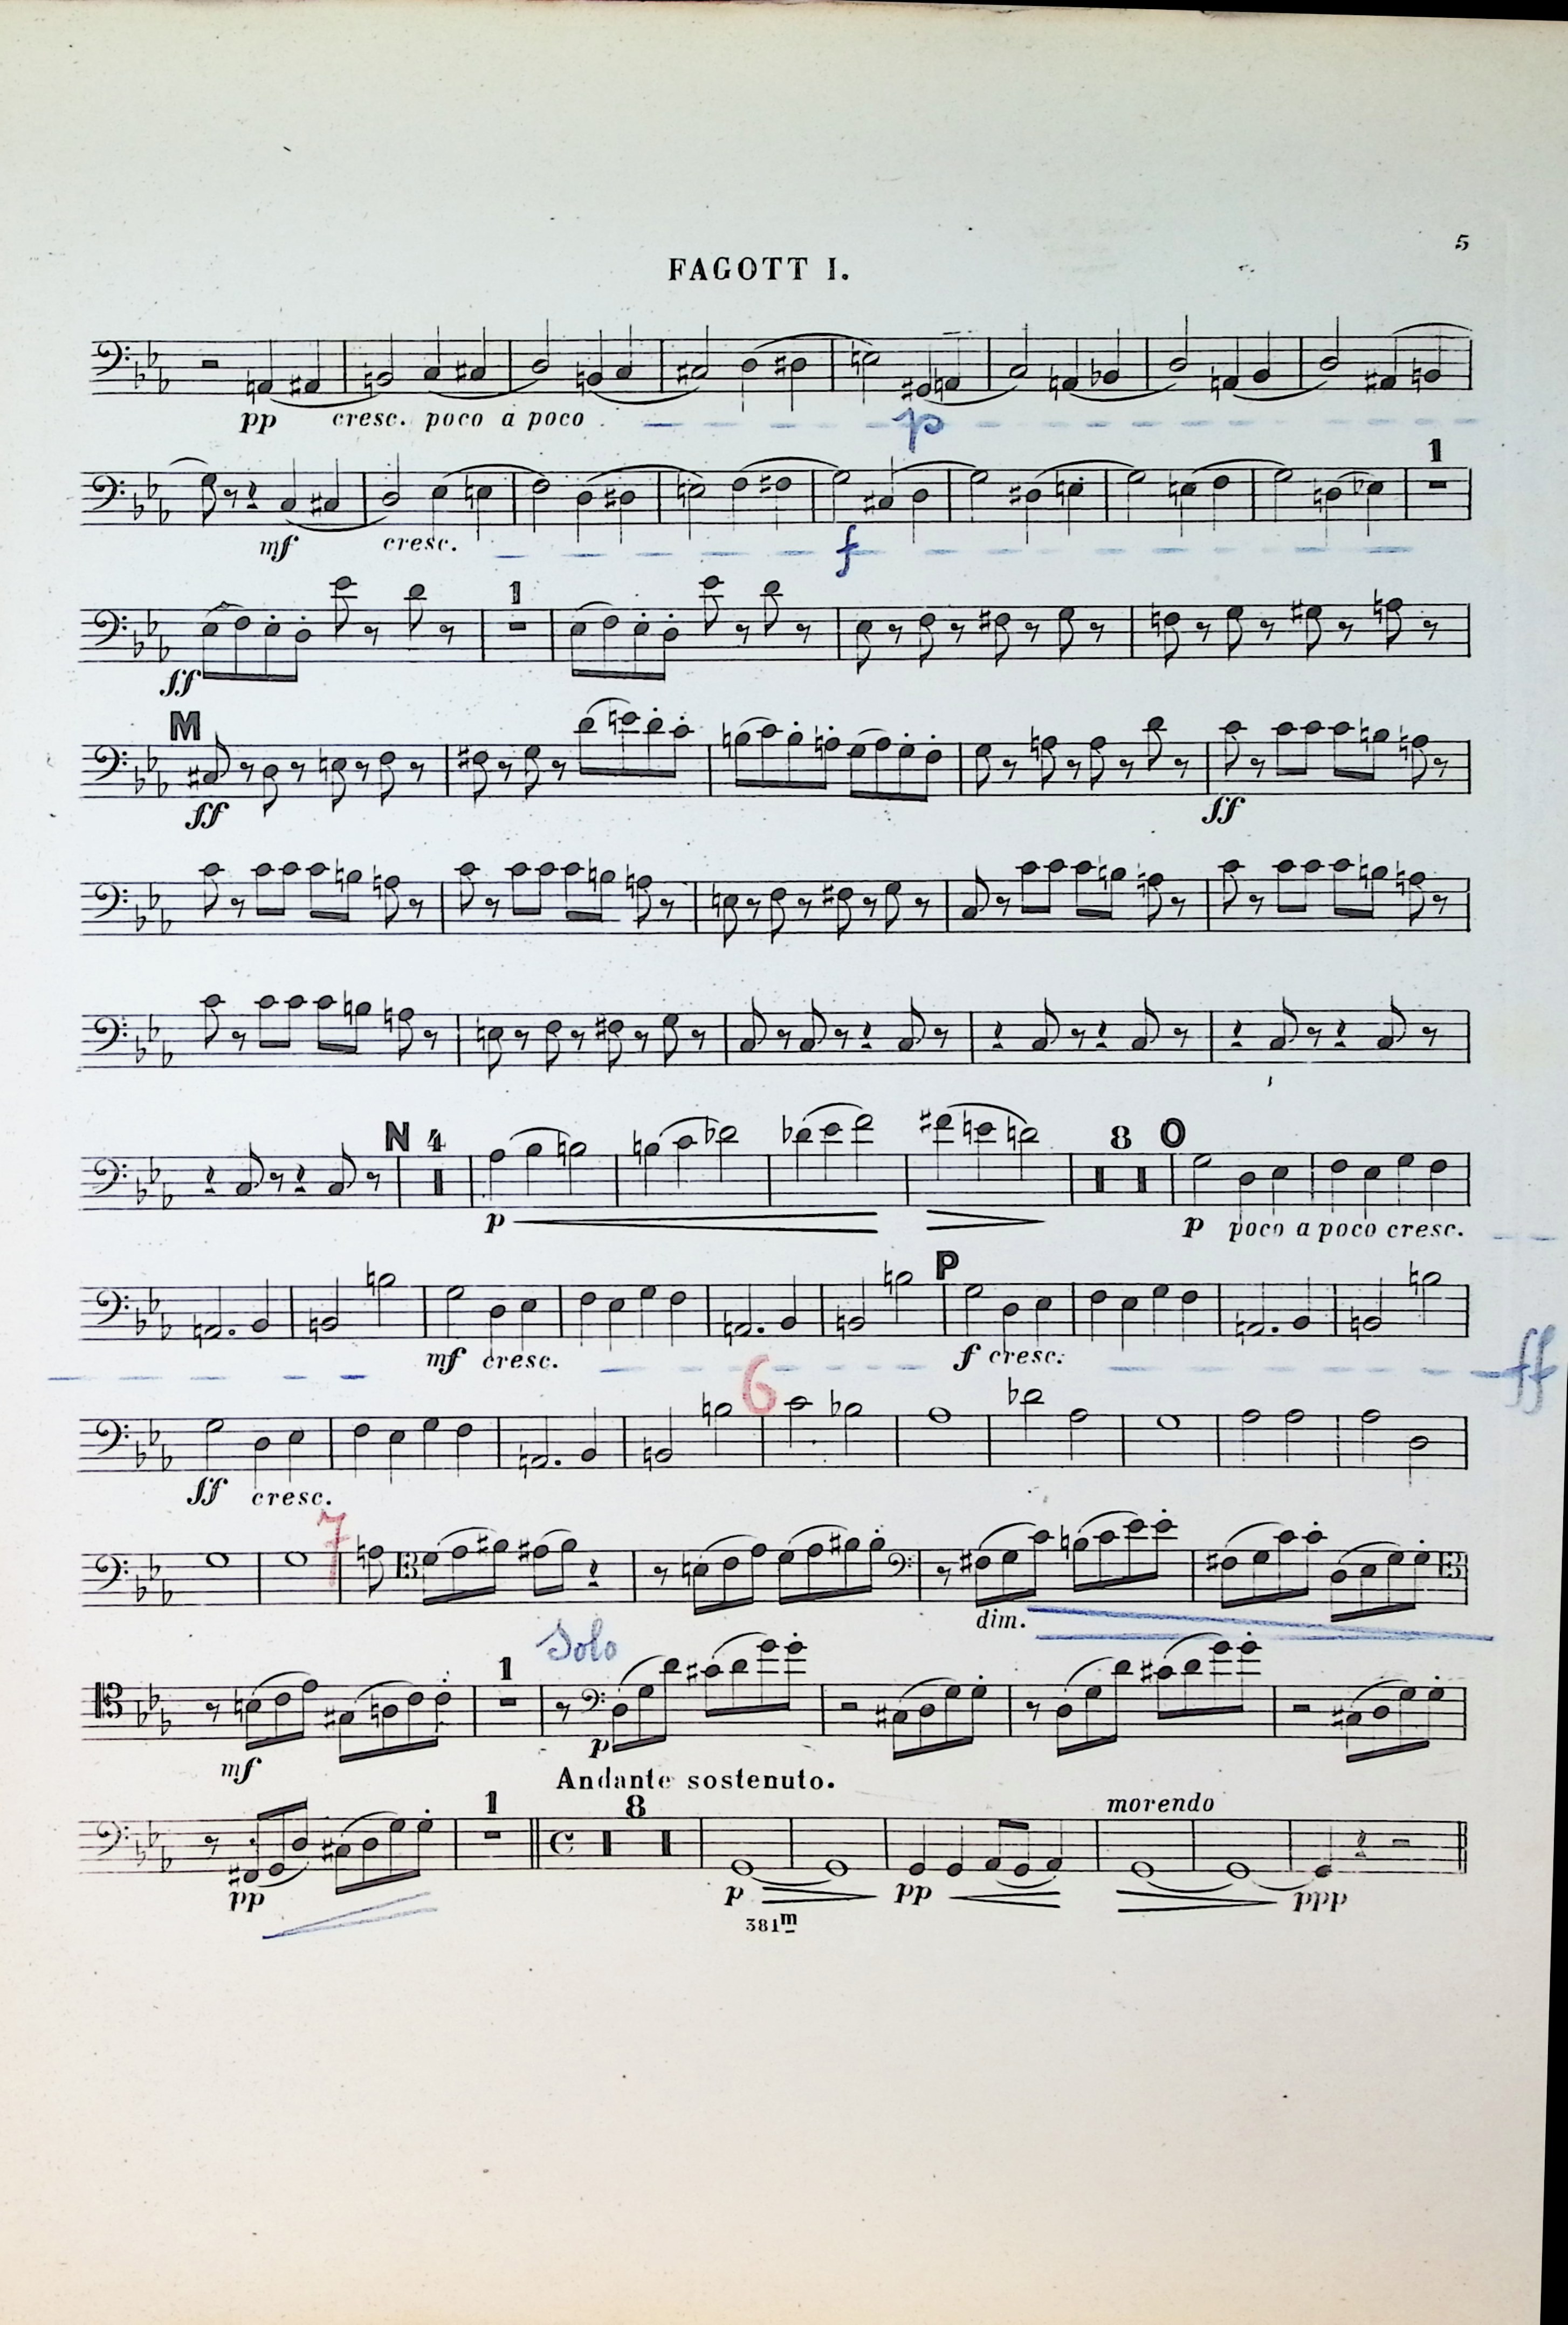 5
FAGOTT I.
pp cresc. poco a poco p
1
mf cresc. f
1
ff
M
ff ff
N 4 8 O
p p poco a poco cresc.
P
mf cresc. f cresc. ff
6
ff cresc.
7
dim.
1 Solo
mf p
Andante sostenuto.
1 8 morendo
pp p pp ppp
381m